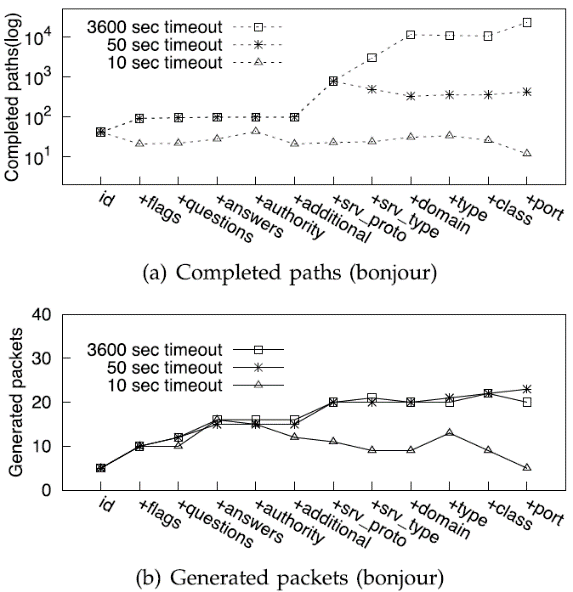 Completed paths(log)
10^4
10^3
10^2
10^1
3600 sec timeout
50 sec timeout
10 sec timeout
id
+flags
+questions
+answers
+authority
+additional
+srv_proto
+srv_type
+domain
+type
+class
+port
(a) Completed paths (bonjour)
Generated packets
40
30
20
10
0
3600 sec timeout
50 sec timeout
10 sec timeout
id
+flags
+questions
+answers
+authority
+additional
+srv_proto
+srv_type
+domain
+type
+class
+port
(b) Generated packets (bonjour)